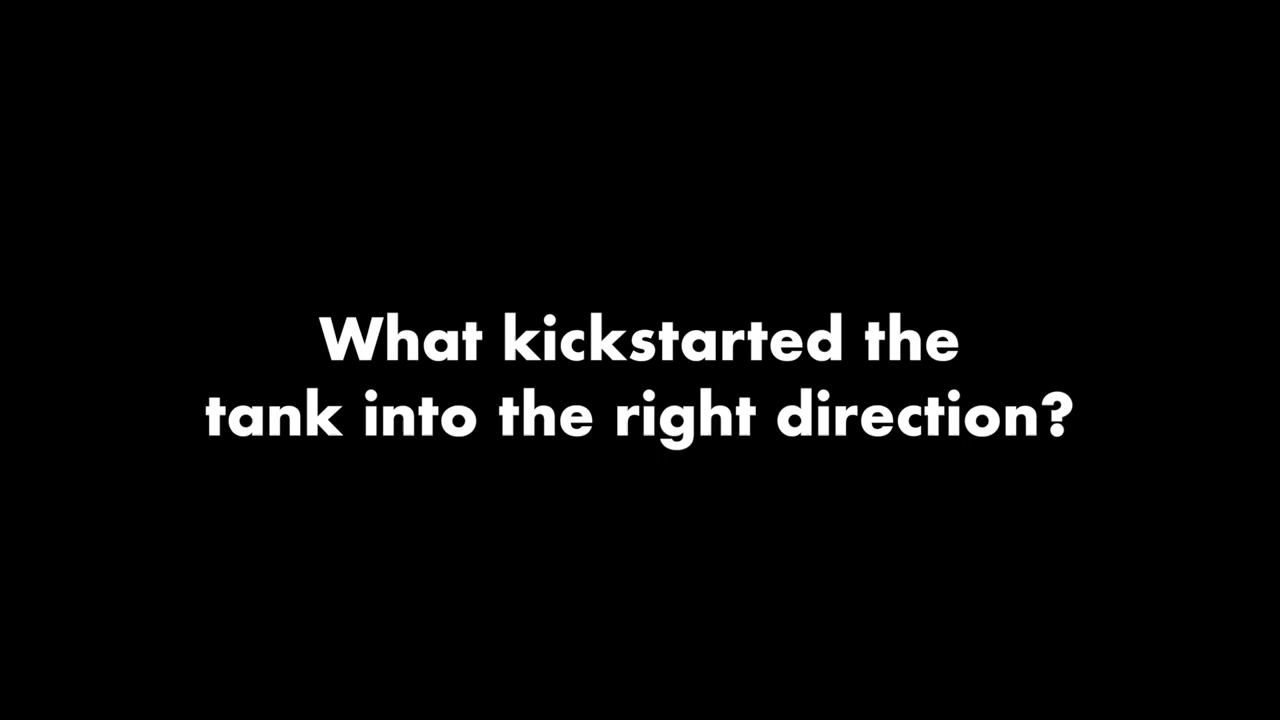 What kickstarted the
tank into the right direction?